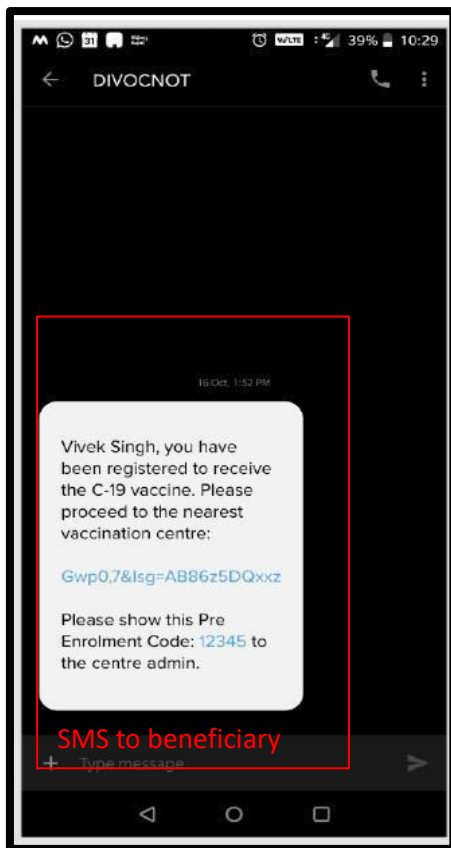 39% 10:29
DIVOCNOT
16 Oct, 1:52 PM
Vivek Singh, you have
been registered to receive
the C-19 vaccine. Please
proceed to the nearest
vaccination centre:
Gwp0,7&lsg=AB86z5DQxxz
Please show this Pre
Enrolment Code: 12345 to
the centre admin.
SMS to beneficiary
Type message